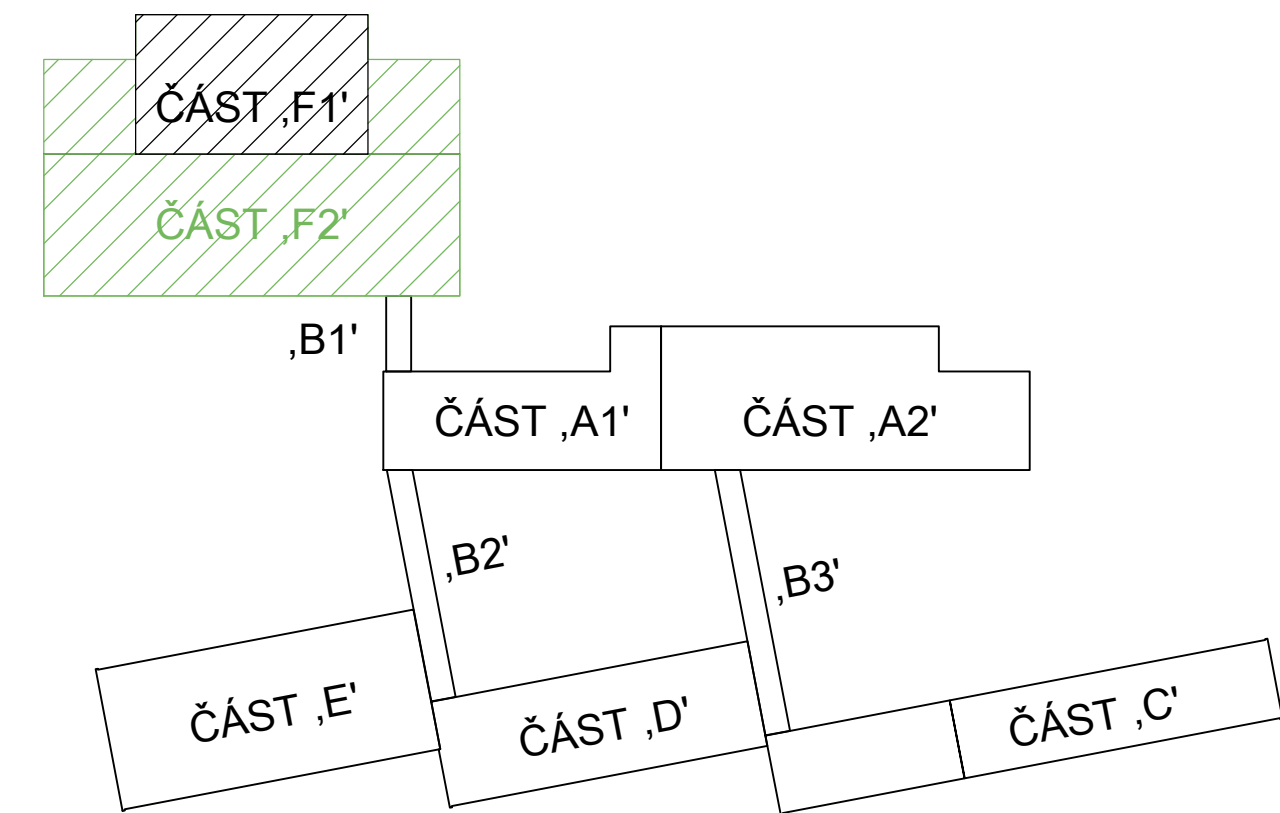 ČÁST ‚F1'
ČÁST ‚F2'
‚B1'
ČÁST ‚A1'
ČÁST ‚A2'
‚B2'
‚B3'
ČÁST ‚E'
ČÁST ‚D'
ČÁST ‚C'